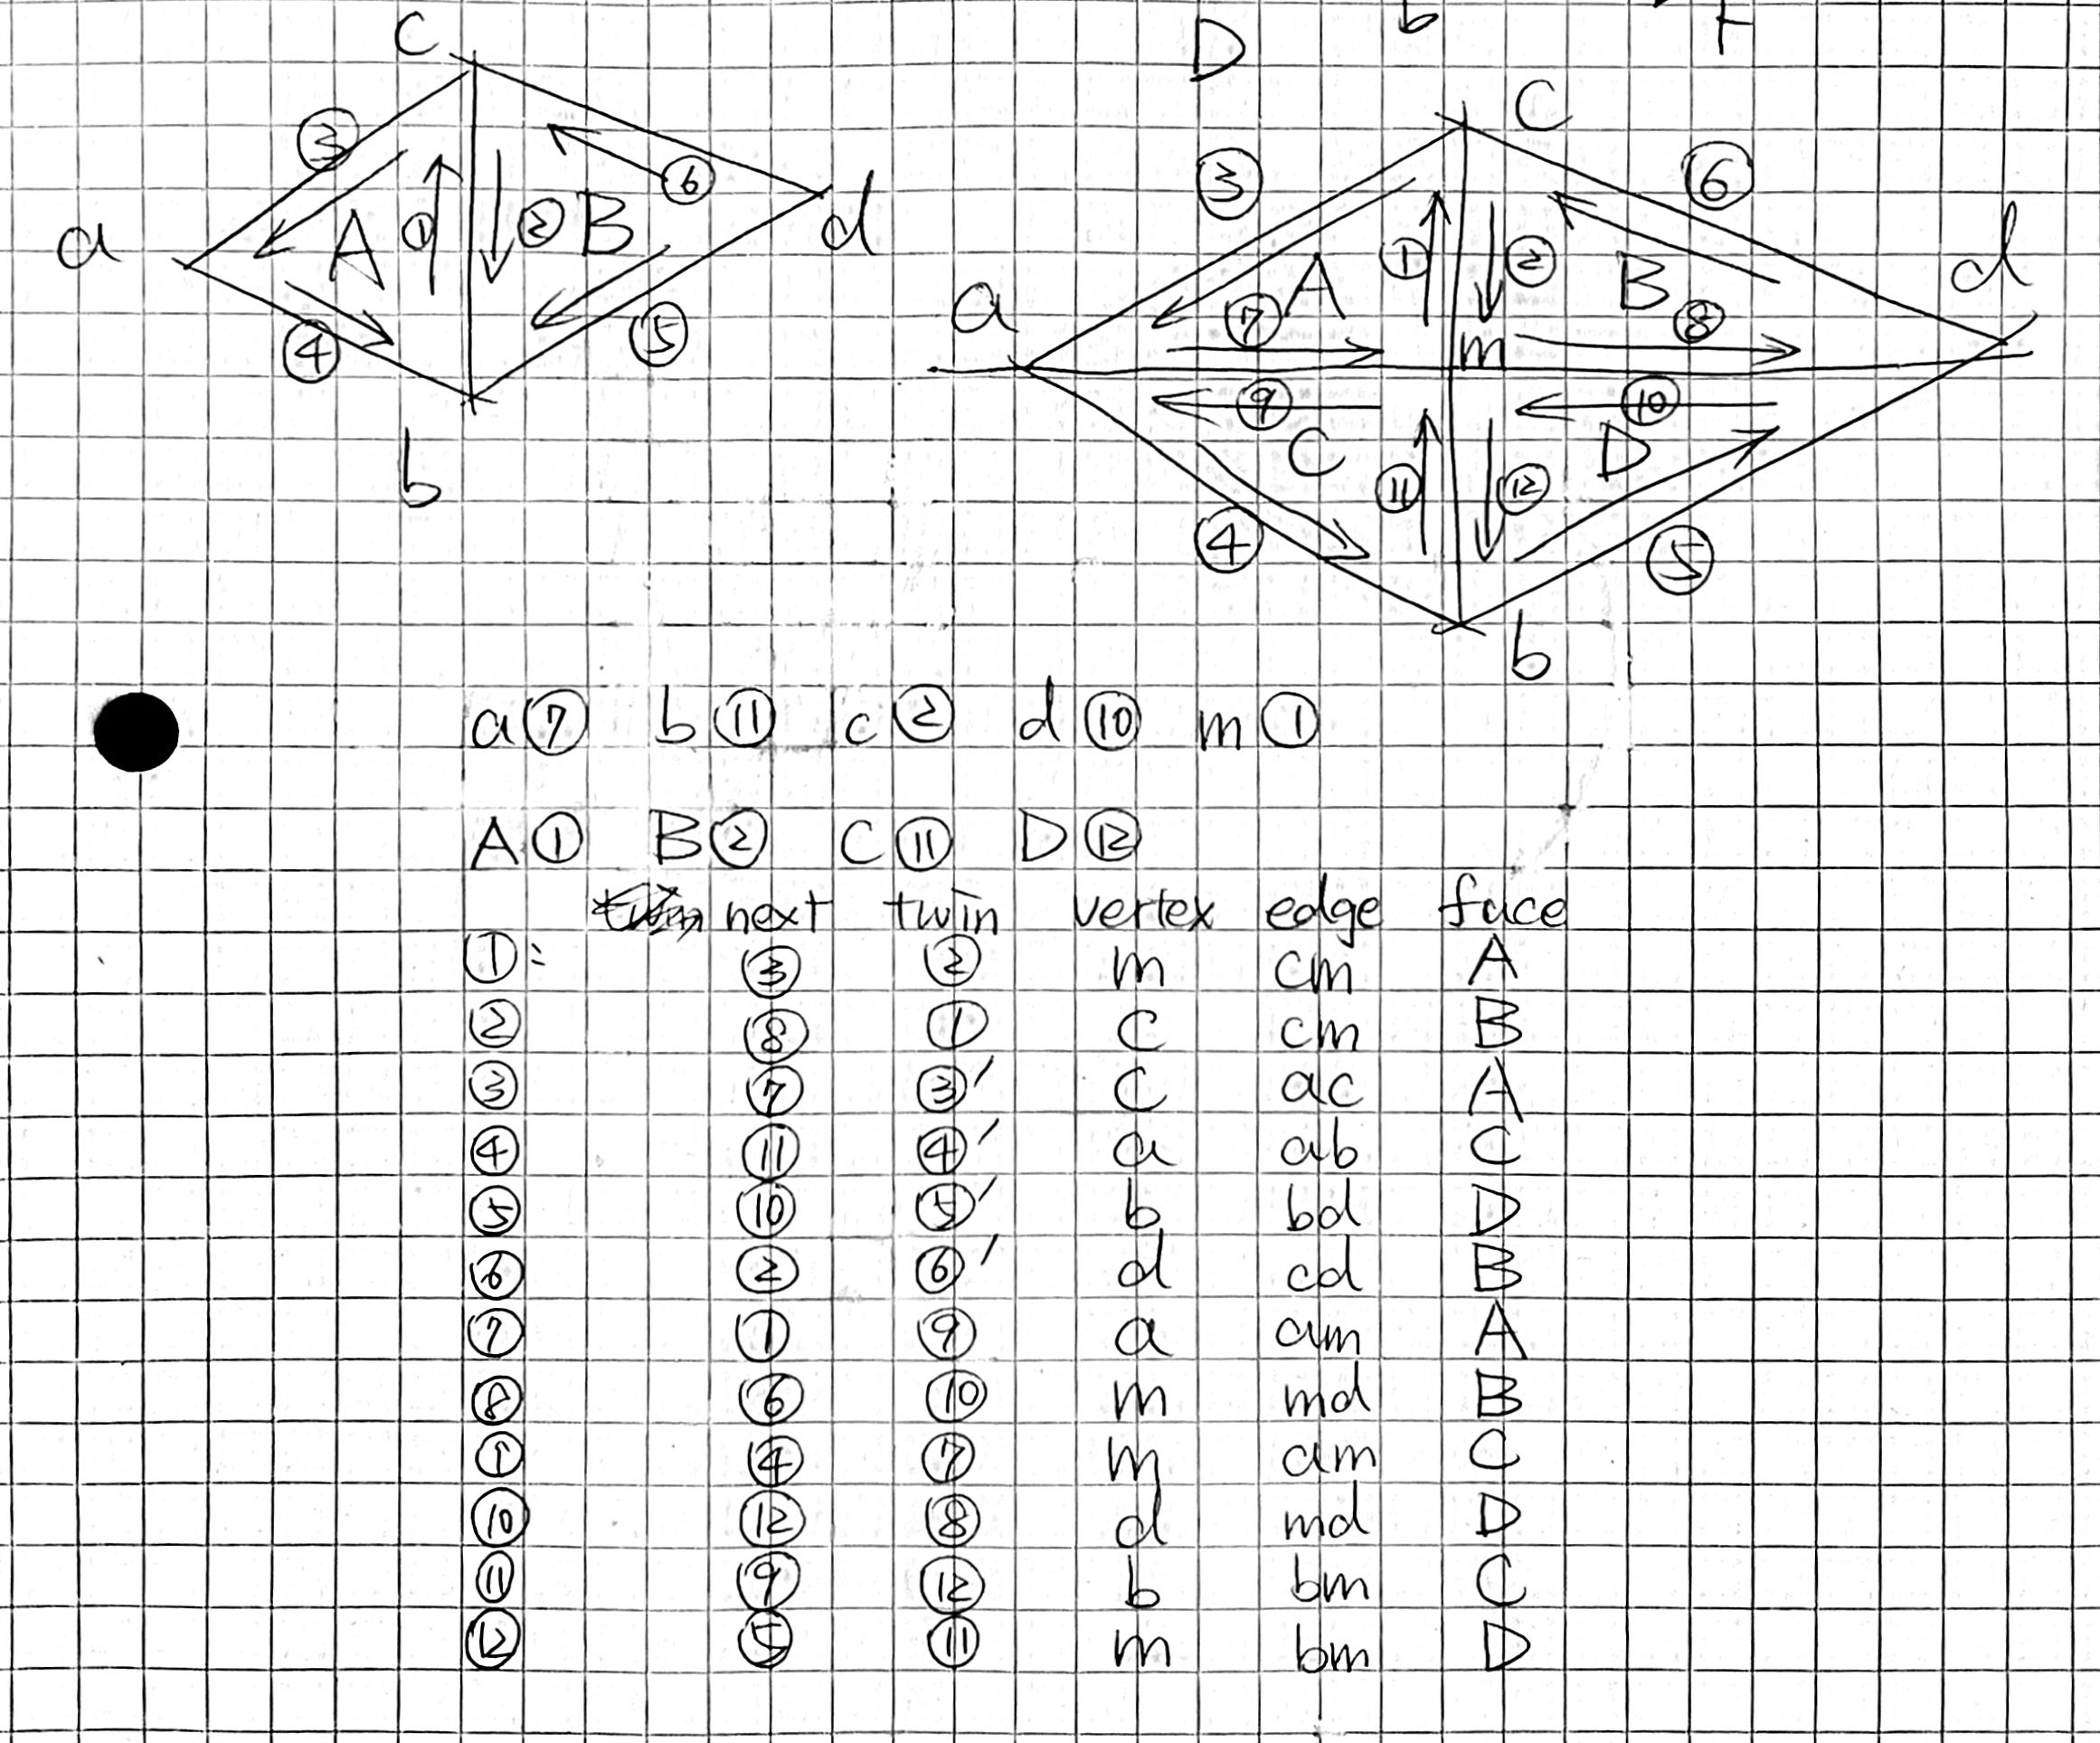 D b
c
③ ⑥
a A ① ② B d
④ ⑤
b
C
③ ⑥
a ⑦ A ① ② B ⑧ d
m
⑨ ⑩
C ⑪ ⑫ D
④ ⑤
b
a⑦ b⑪ c② d⑩ m①
A① B② C⑪ D⑫
next twin vertex edge face
①: ③ ② m cm A
② ⑧ ① c cm B
③ ⑦ ③' c ac A
④ ⑪ ④' a ab C
⑤ ⑩ ⑤' b bd D
⑥ ② ⑥' d cd B
⑦ ① ⑨ a am A
⑧ ⑥ ⑩ m md B
⑨ ④ ⑦ m am C
⑩ ⑫ ⑧ d md D
⑪ ⑨ ⑫ b bm C
⑫ ⑤ ⑪ m bm D